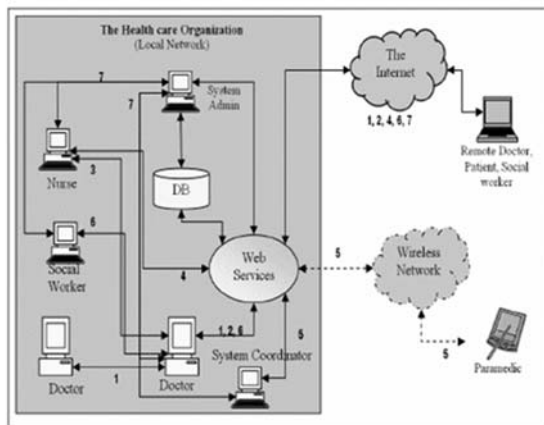 The Health care Organization
(Local Network)
7
7
System
Admin
The
Internet
1, 2, 4, 6, 7
Remote Doctor,
Patient, Social
worker
Nurse
3
DB
6
Social
Worker
4
Web
Services
5
Wireless
Network
5
Paramedic
1, 2, 6
5
System Coordinator
Doctor
1
Doctor